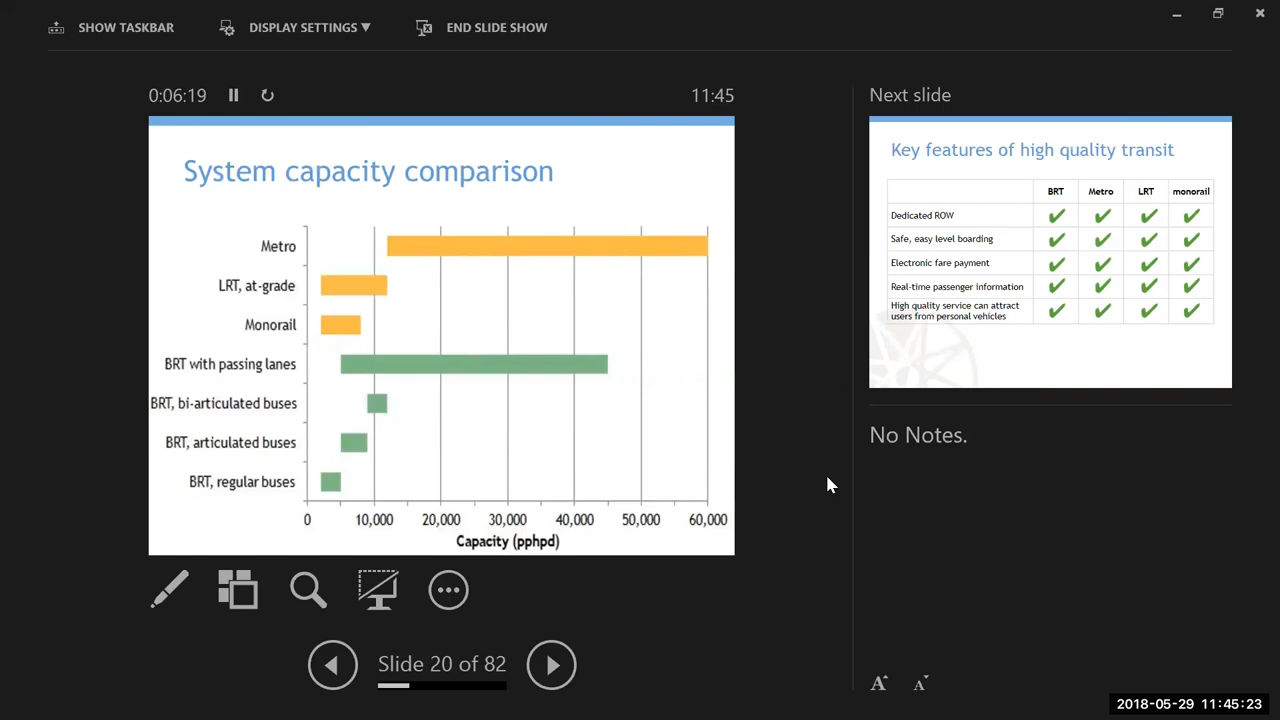 SHOW TASKBAR
DISPLAY SETTINGS ▼
END SLIDE SHOW
0:06:19
11:45
System capacity comparison
Metro
LRT, at-grade
Monorail
BRT with passing lanes
BRT, bi-articulated buses
BRT, articulated buses
BRT, regular buses
0 10,000 20,000 30,000 40,000 50,000 60,000
Capacity (pphpd)
Slide 20 of 82
Next slide
Key features of high quality transit
BRT Metro LRT monorail
Dedicated ROW ✔ ✔ ✔ ✔
Safe, easy level boarding ✔ ✔ ✔ ✔
Electronic fare payment ✔ ✔ ✔ ✔
Real-time passenger information ✔ ✔ ✔ ✔
High quality service can attract
users from personal vehicles ✔ ✔ ✔ ✔
No Notes.
A A
2018-05-29 11:45:23